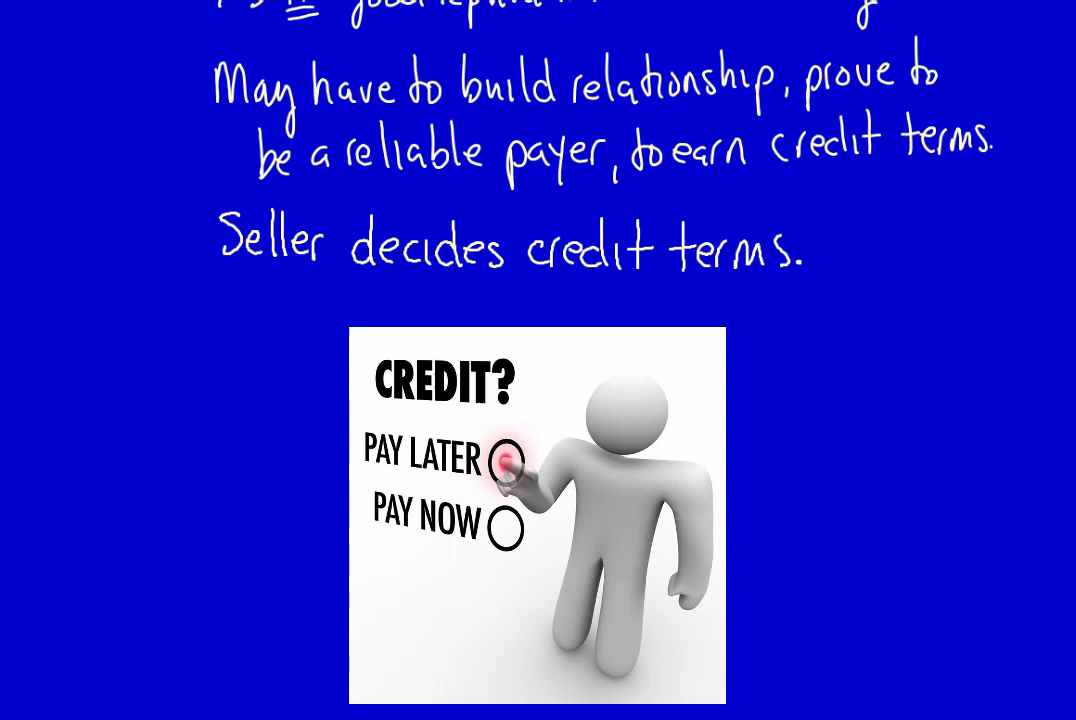 May have to build relationship, prove to
be a reliable payer, to earn credit terms.
Seller decides credit terms.
CREDIT?
PAY LATER
PAY NOW